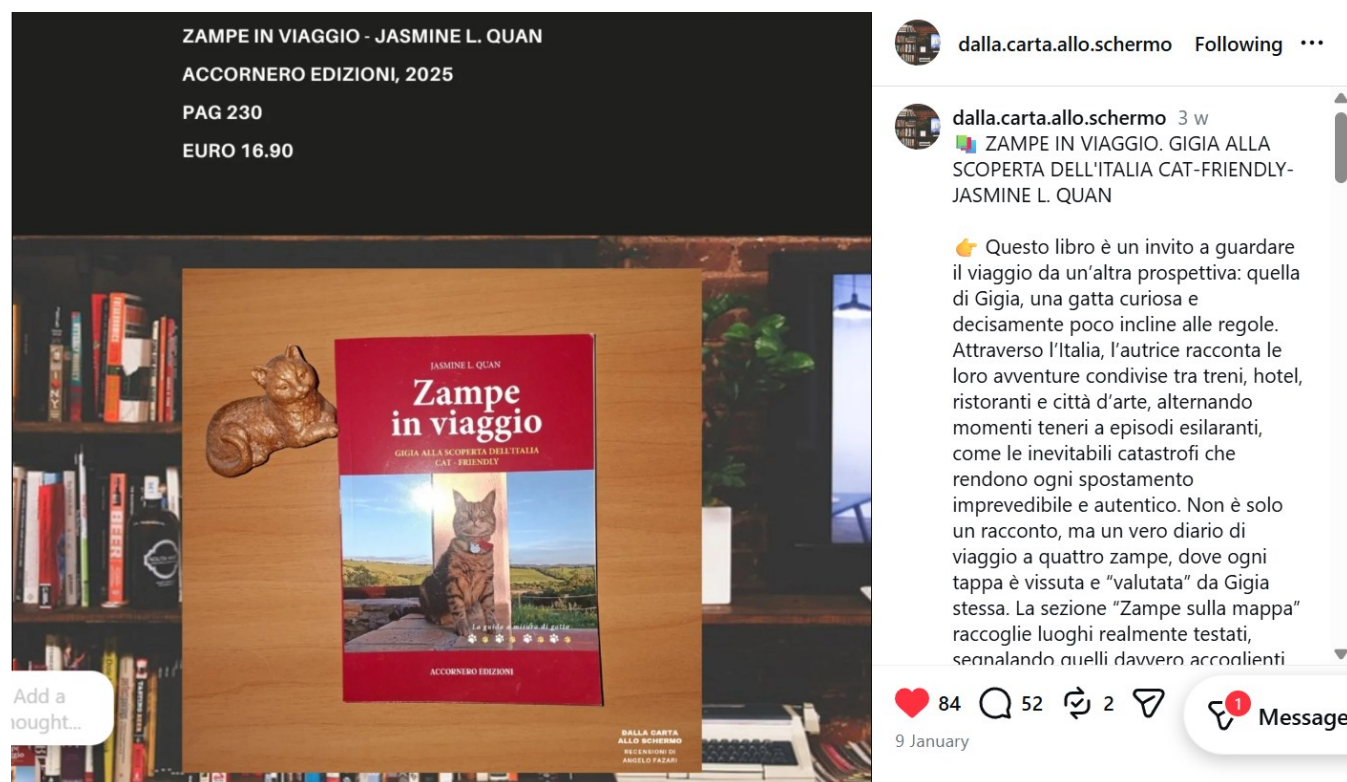 ZAMPE IN VIAGGIO - JASMINE L. QUAN
ACCORNERO EDIZIONI, 2025
PAG 230
EURO 16.90
JASMINE L. QUAN
Zampe
in viaggio
GIGIA ALLA SCOPERTA DELL'ITALIA
CAT - FRIENDLY
La guida a misura di gatto
ACCORNERO EDIZIONI
BEER
DALLA CARTA
ALLO SCHERMO
RECENSIONI DI
ANGELO FAZARI
Add a
dalla.carta.allo.schermo Following
dalla.carta.allo.schermo 3 w
ZAMPE IN VIAGGIO. GIGIA ALLA
SCOPERTA DELL'ITALIA CAT-FRIENDLY-
JASMINE L. QUAN
Questo libro è un invito a guardare
il viaggio da un’altra prospettiva: quella
di Gigia, una gatta curiosa e
decisamente poco incline alle regole.
Attraverso l’Italia, l’autrice racconta le
loro avventure condivise tra treni, hotel,
ristoranti e città d’arte, alternando
momenti teneri a episodi esilaranti,
come le inevitabili catastrofi che
rendono ogni spostamento
imprevedibile e autentico. Non è solo
un racconto, ma un vero diario di
viaggio a quattro zampe, dove ogni
tappa è vissuta e “valutata” da Gigia
stessa. La sezione “Zampe sulla mappa”
raccoglie luoghi realmente testati,
segnalando quelli davvero accoglienti
84 52 2
1
Message
9 January